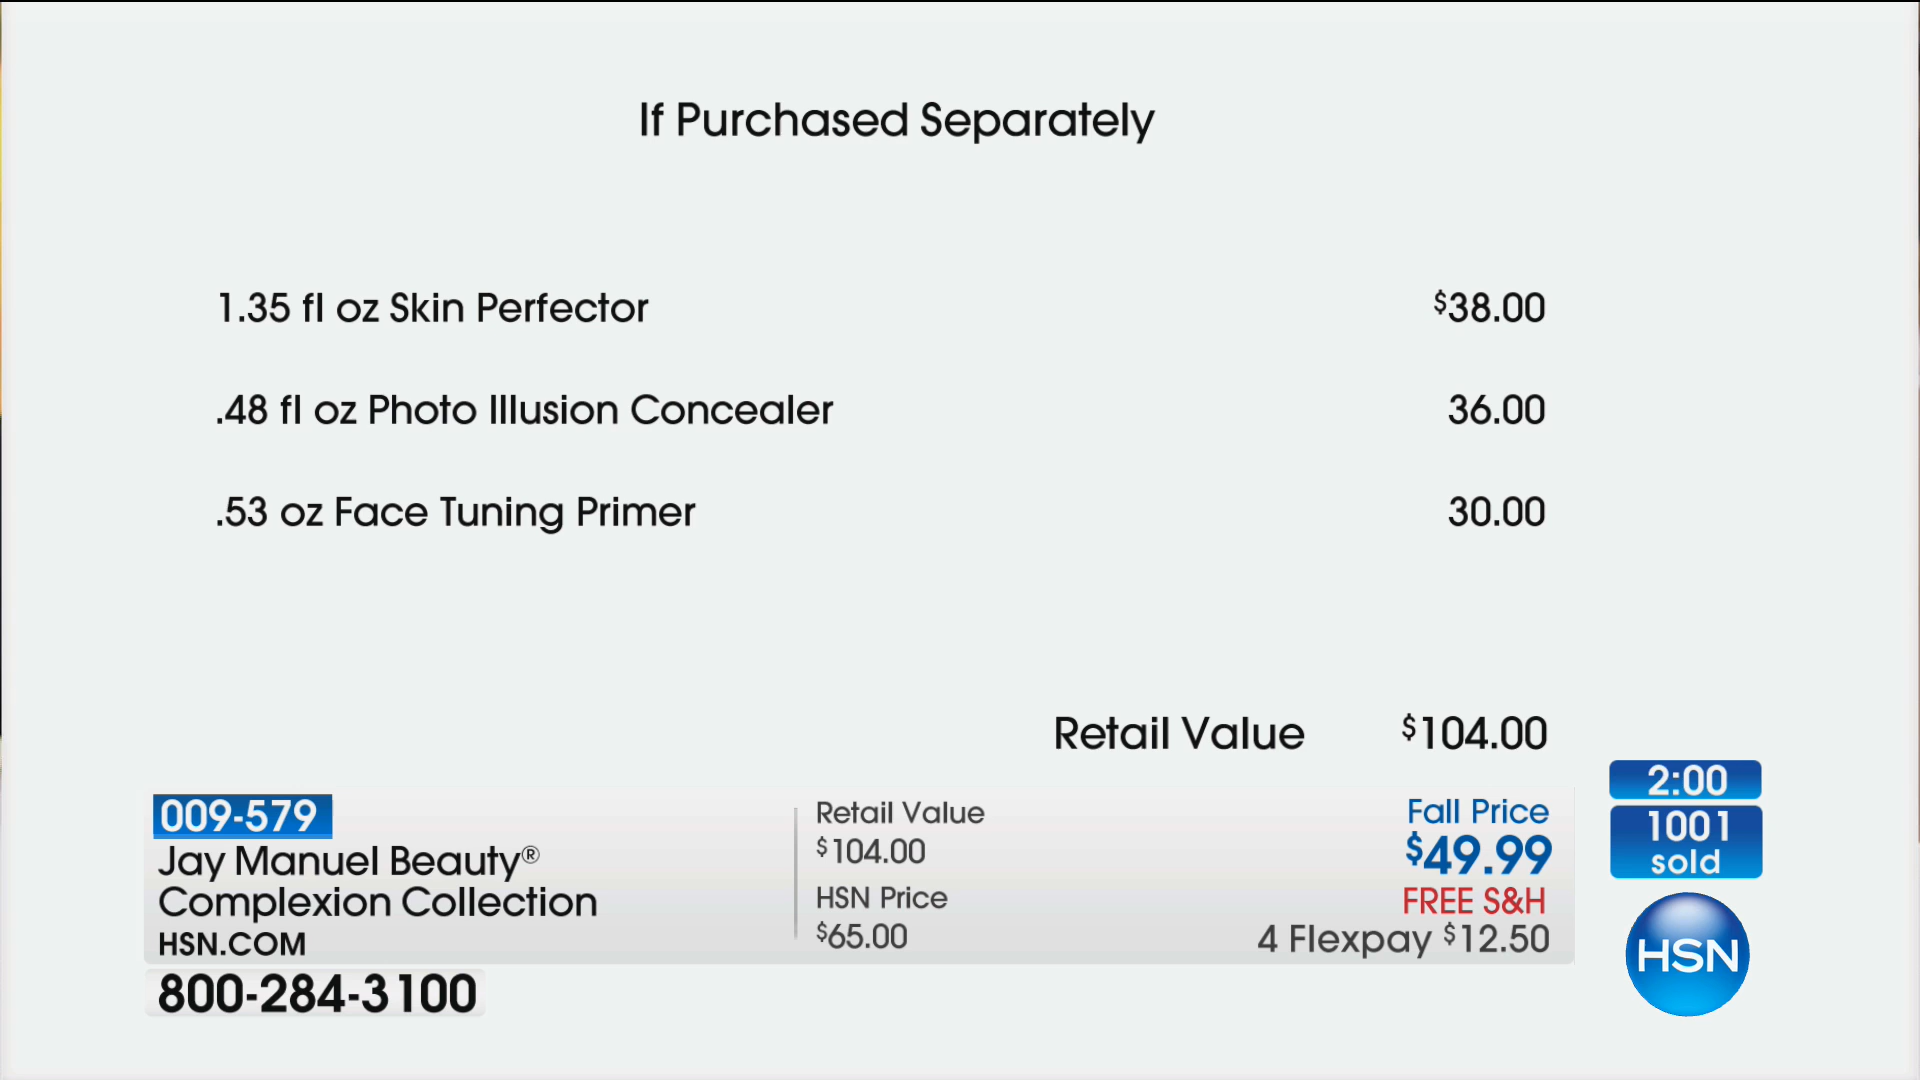 If Purchased Separately
1.35 fl oz Skin Perfector $38.00
.48 fl oz Photo Illusion Concealer 36.00
.53 oz Face Tuning Primer 30.00
Retail Value $104.00
009-579
Jay Manuel Beauty®
Complexion Collection
HSN.COM
800-284-3100
Retail Value
$104.00
HSN Price
$65.00
Fall Price
$49.99
FREE S&H
4 Flexpay $12.50
2:00
1001
sold
HSN